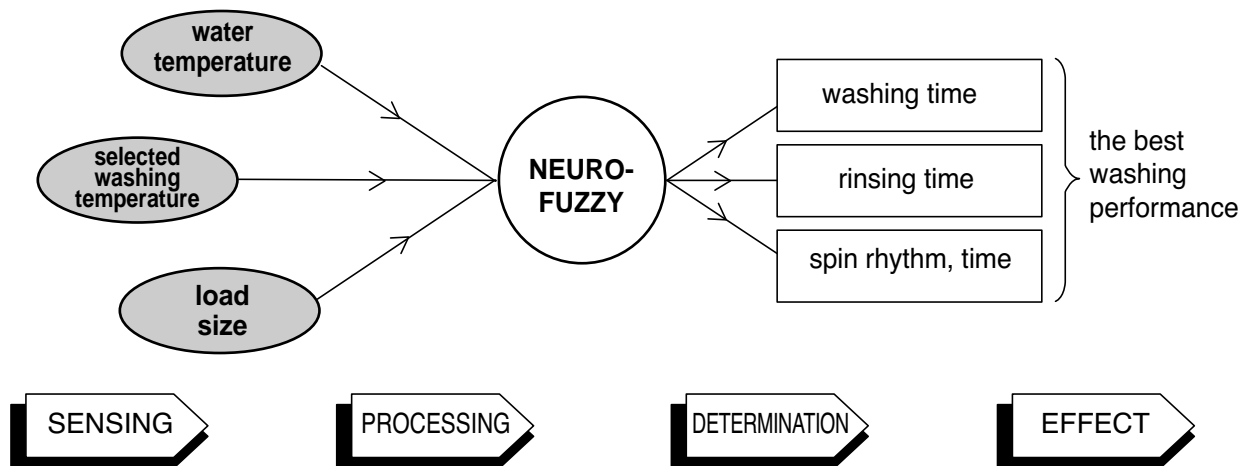 water
temperature
selected
washing
temperature
load
size
NEURO-
FUZZY
washing time
rinsing time
spin rhythm, time
the best
washing
performance
SENSING
PROCESSING
DETERMINATION
EFFECT